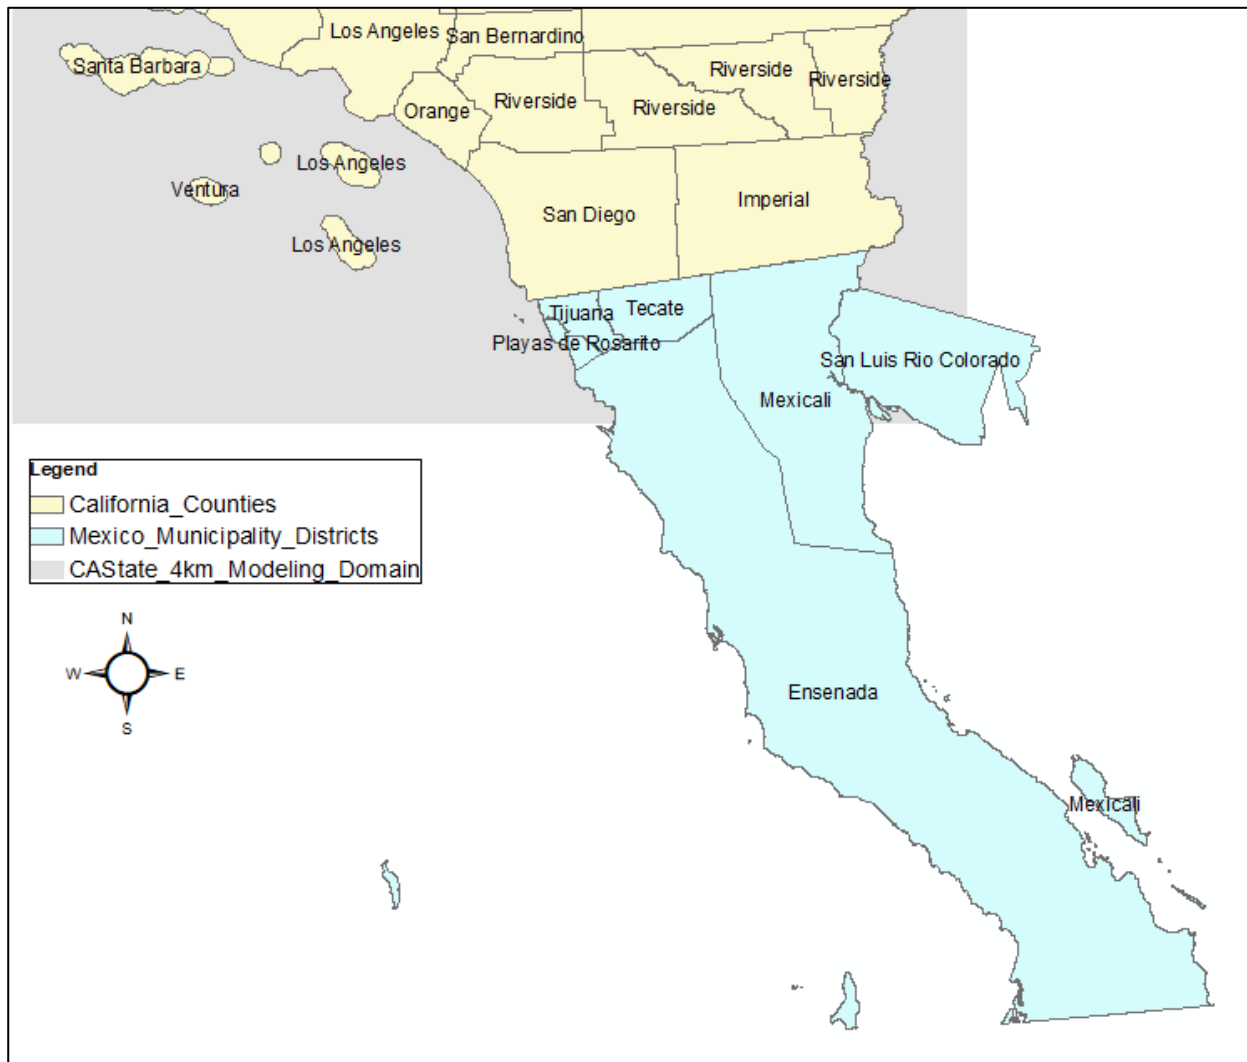 Los Angeles
San Bernardino
Santa Barbara
Riverside
Riverside
Orange
Riverside
Riverside
Los Angeles
Ventura
Imperial
San Diego
Los Angeles
Tijuana
Tecate
Playas de Rosarito
San Luis Rio Colorado
Mexicali
Legend
California_Counties
Mexico_Municipality_Districts
CAState_4km_Modeling_Domain
N
W
E
S
Ensenada
Mexicali